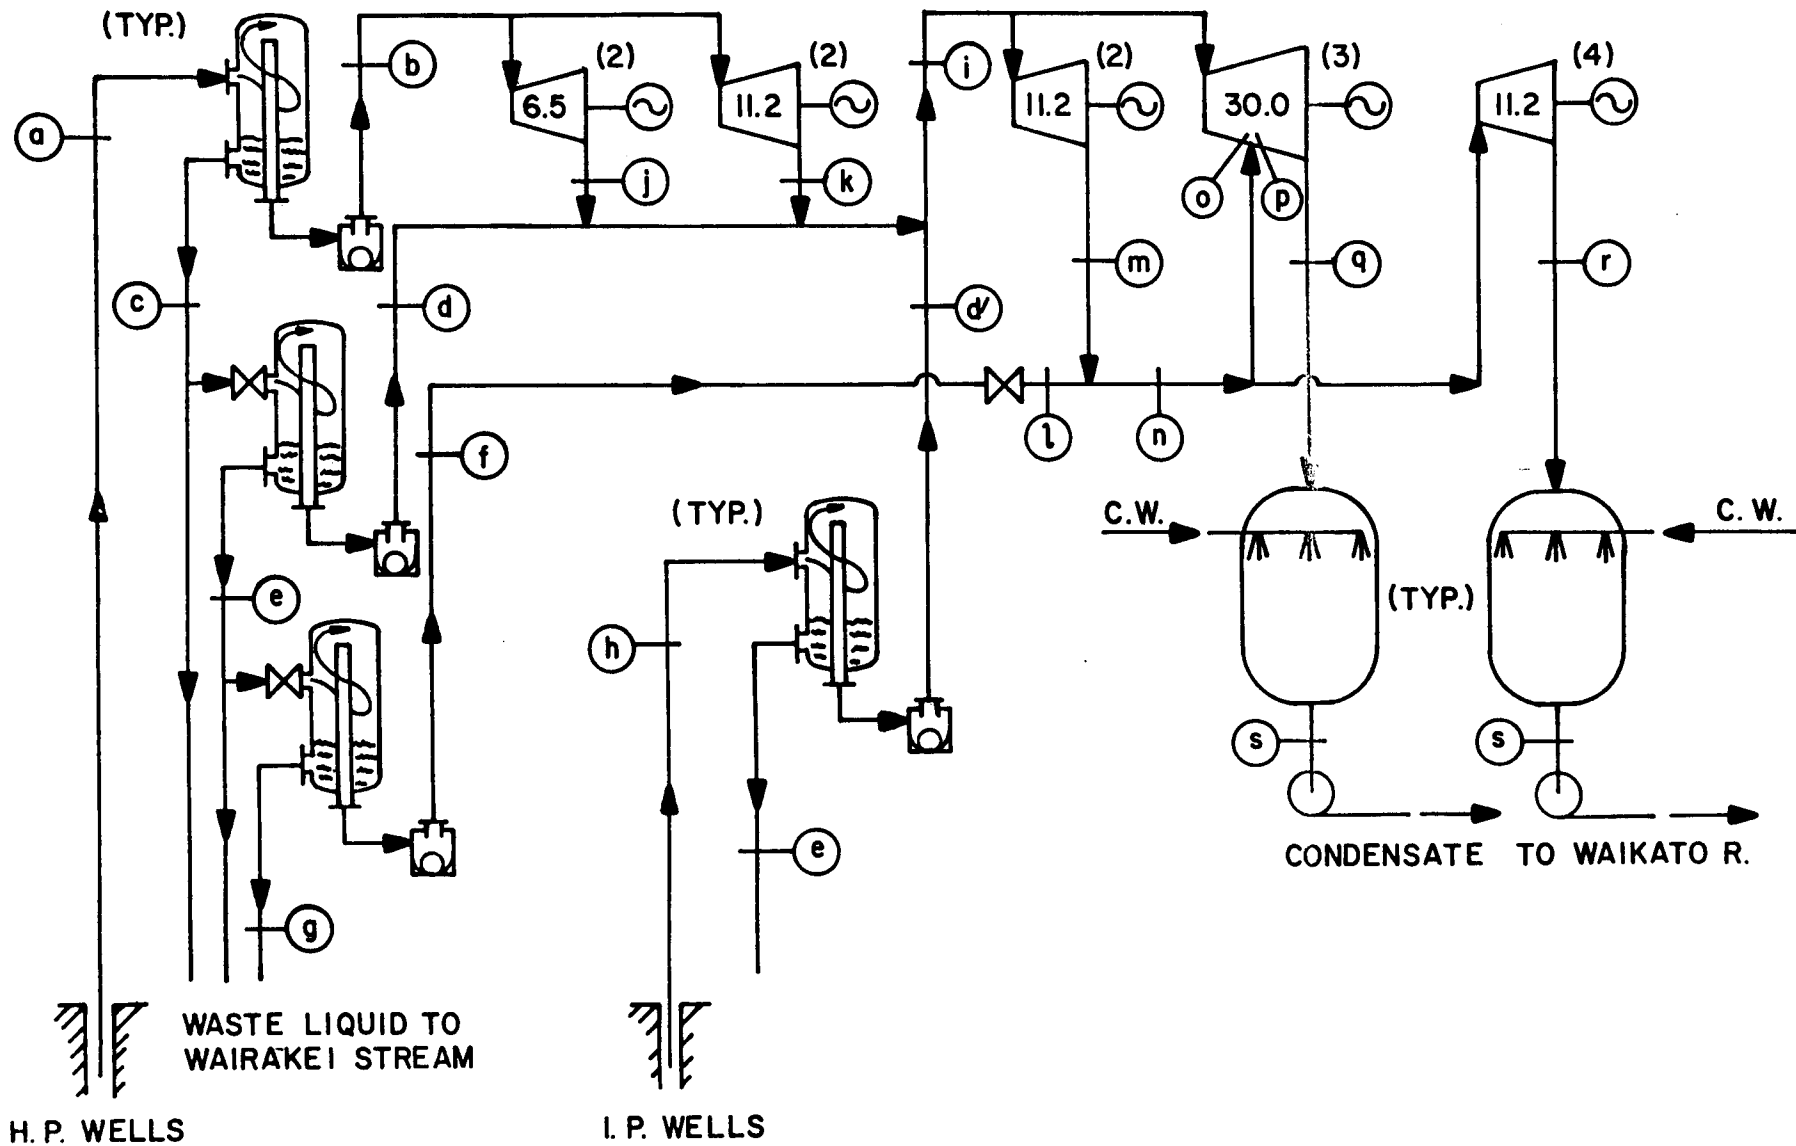 (TYP.)
a
b
(2)
6.5
(2)
11.2
i
(2)
11.2
(3)
30.0
(4)
11.2
j
k
o
p
c
d
d'
m
q
r
f
l
n
(TYP.)
C.W.
C. W.
e
h
(TYP.)
s
s
e
g
CONDENSATE TO WAIKATO R.
WASTE LIQUID TO
WAIRAKEI STREAM
H. P. WELLS
I. P. WELLS